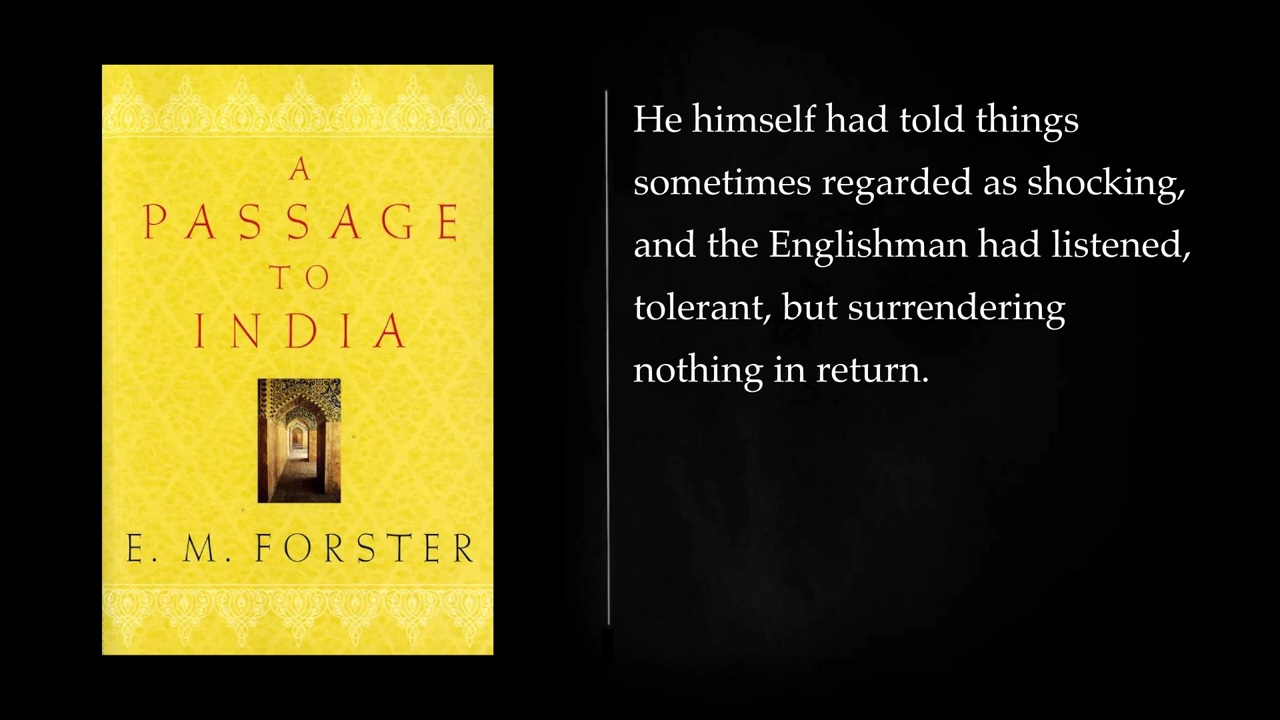 A
PASSAGE
TO
INDIA
E. M. FORSTER
He himself had told things
sometimes regarded as shocking,
and the Englishman had listened,
tolerant, but surrendering
nothing in return.